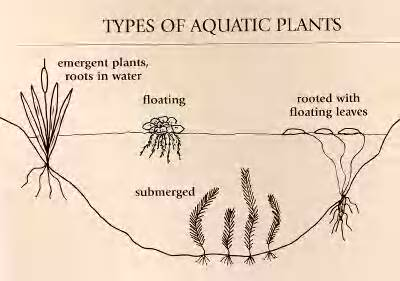 TYPES OF AQUATIC PLANTS
emergent plants,
roots in water
floating
rooted with
floating leaves
submerged